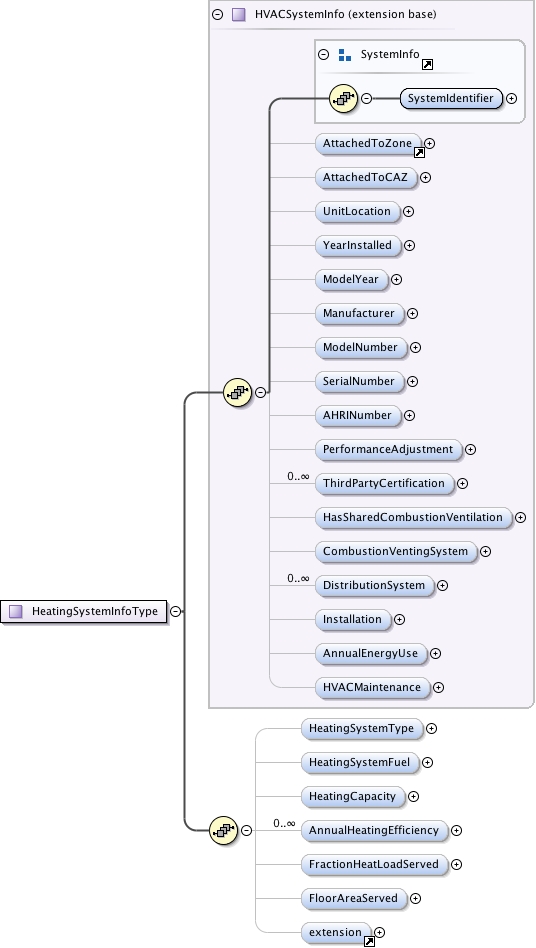 HVACSystemInfo (extension base)
SystemInfo
SystemIdentifier
AttachedToZone
AttachedToCAZ
UnitLocation
YearInstalled
ModelYear
Manufacturer
ModelNumber
SerialNumber
AHRINumber
PerformanceAdjustment
0..∞
ThirdPartyCertification
HasSharedCombustionVentilation
CombustionVentingSystem
0..∞
DistributionSystem
Installation
AnnualEnergyUse
HVACMaintenance
HeatingSystemInfoType
HeatingSystemType
HeatingSystemFuel
HeatingCapacity
0..∞
AnnualHeatingEfficiency
FractionHeatLoadServed
FloorAreaServed
extension